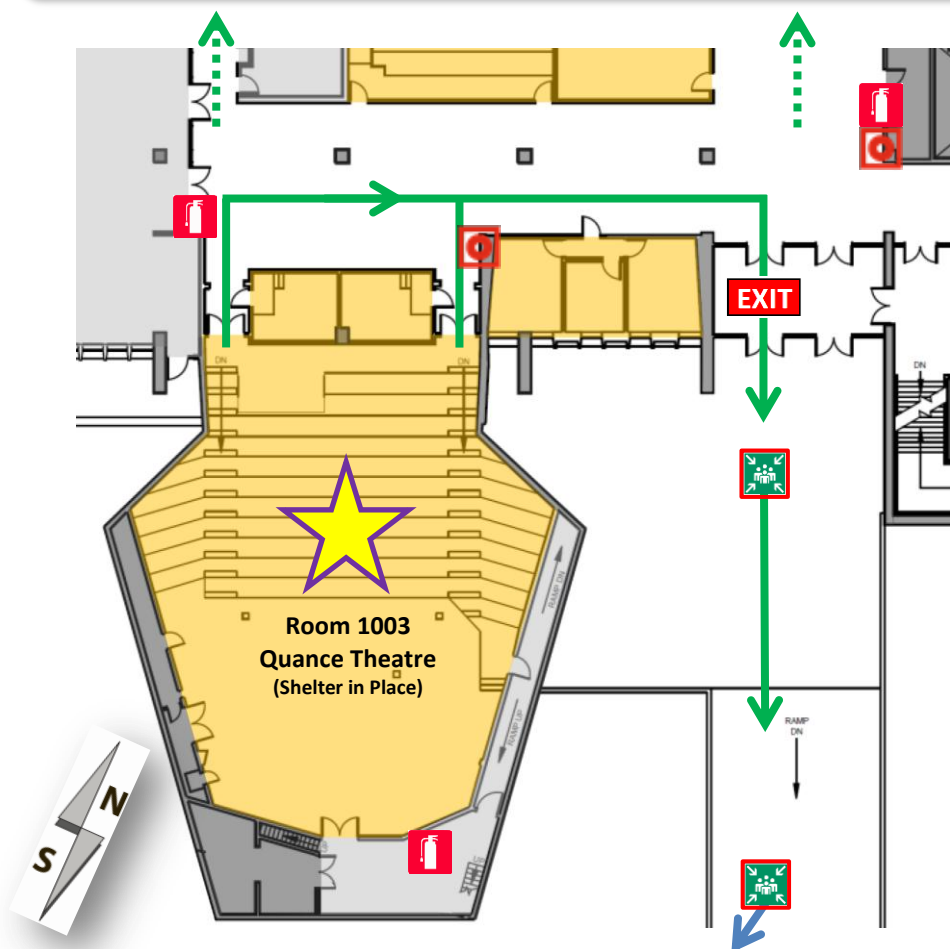 EXIT
DN
DN
DN
RAMP DN
Room 1003
Quance Theatre
(Shelter in Place)
RAMP UP
RAMP
DN
N
S